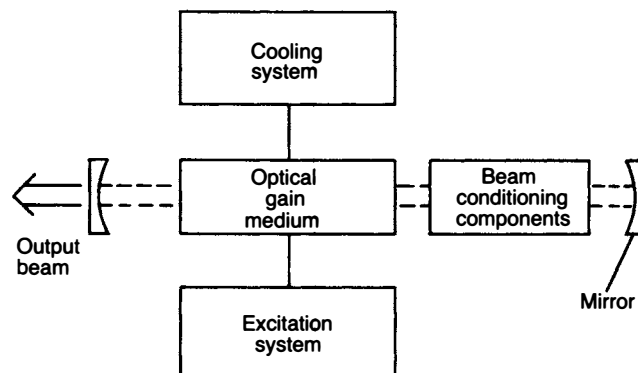 Cooling
system
Optical
gain
medium
Beam
conditioning
components
Output
beam
Mirror
Excitation
system